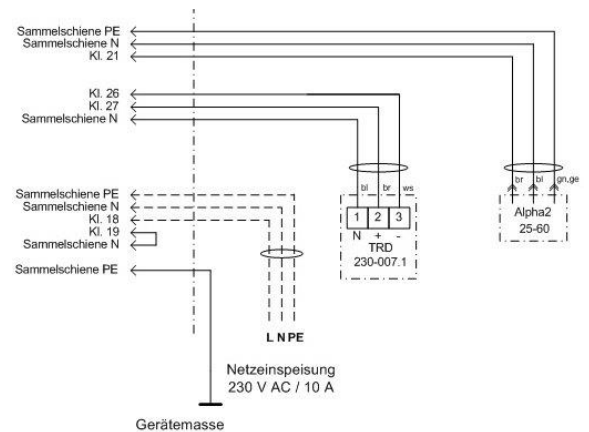 Sammelschiene PE
Sammelschiene N
Kl. 21
Kl. 26
Kl. 27
Sammelschiene N
bl br ws
br bl gn,ge
1 2 3
N + -
TRD
230-007.1
Alpha2
25-60
Sammelschiene PE
Sammelschiene N
Kl. 18
Kl. 19
Sammelschiene N
Sammelschiene PE
L N PE
Netzeinspeisung
230 V AC / 10 A
Gerätemasse